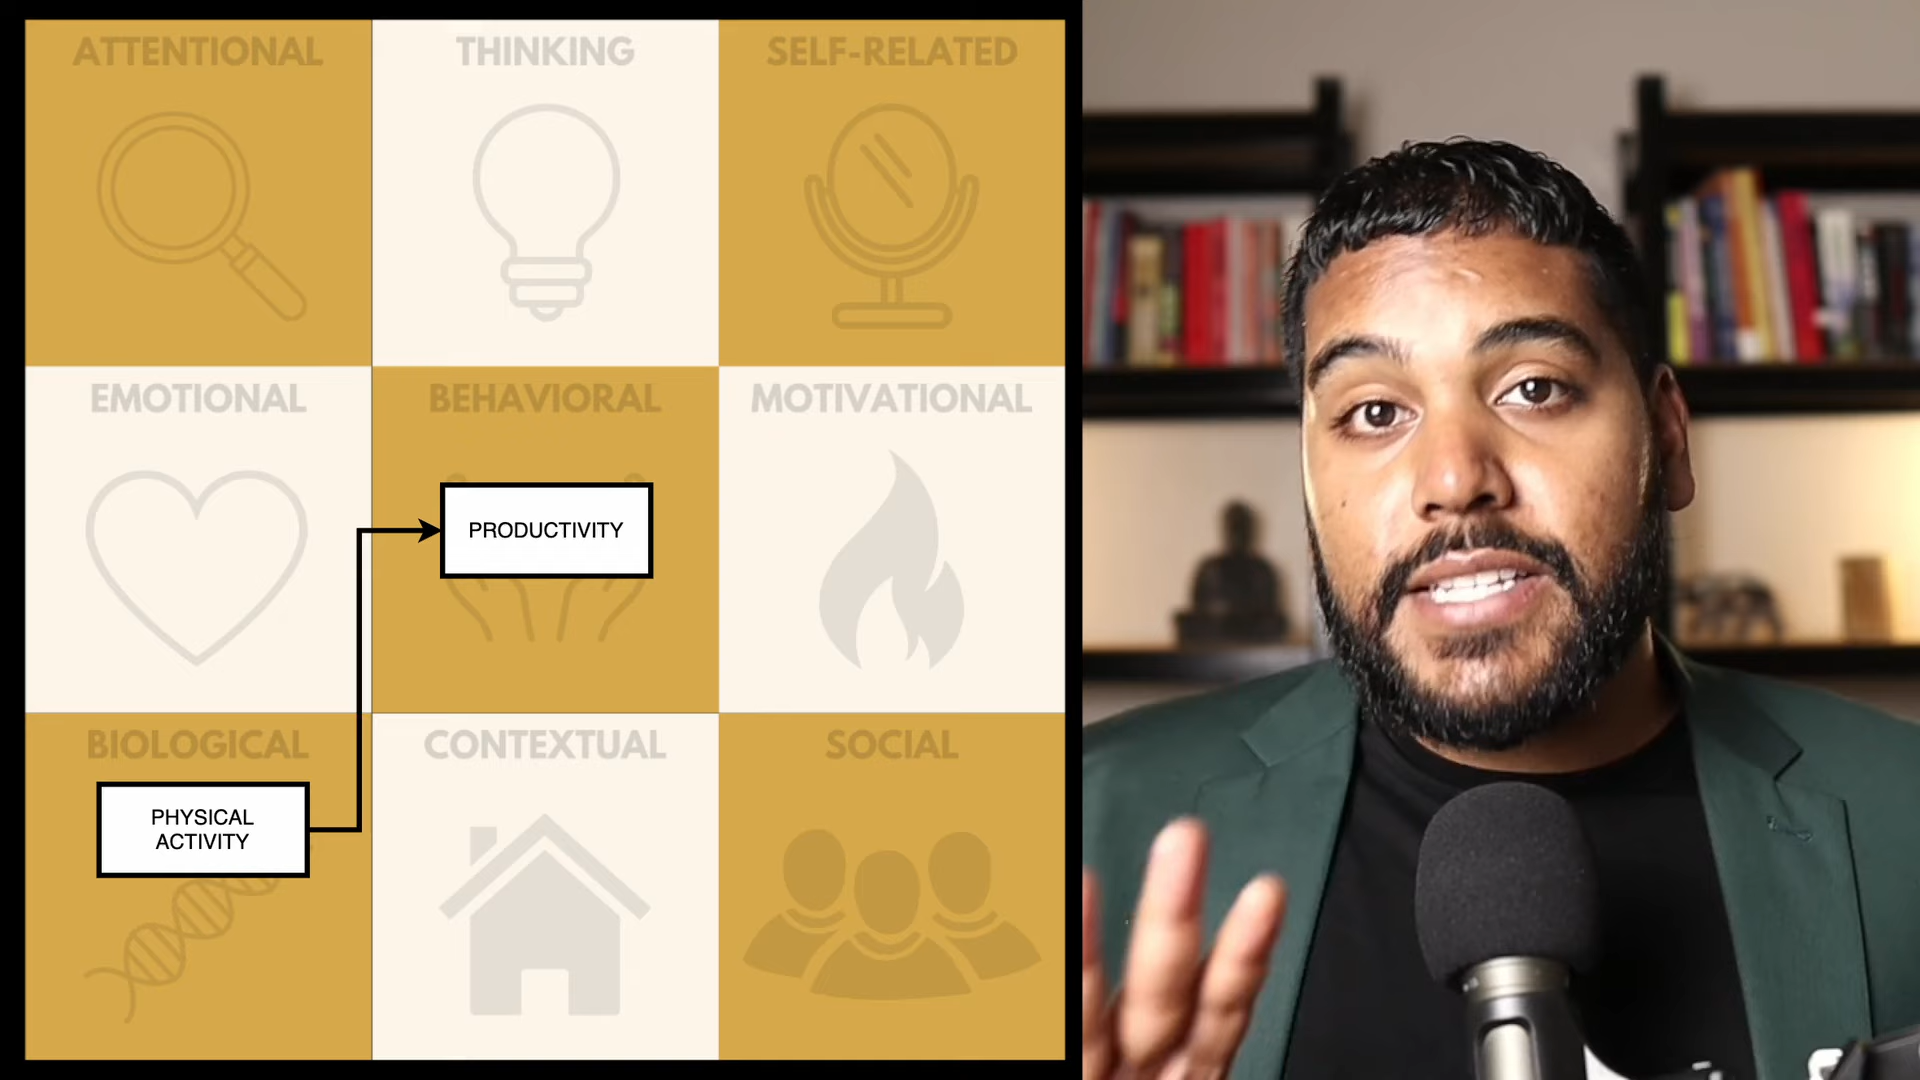 ATTENTIONAL
THINKING
SELF-RELATED
EMOTIONAL
BEHAVIORAL
MOTIVATIONAL
PRODUCTIVITY
BIOLOGICAL
CONTEXTUAL
SOCIAL
PHYSICAL
ACTIVITY